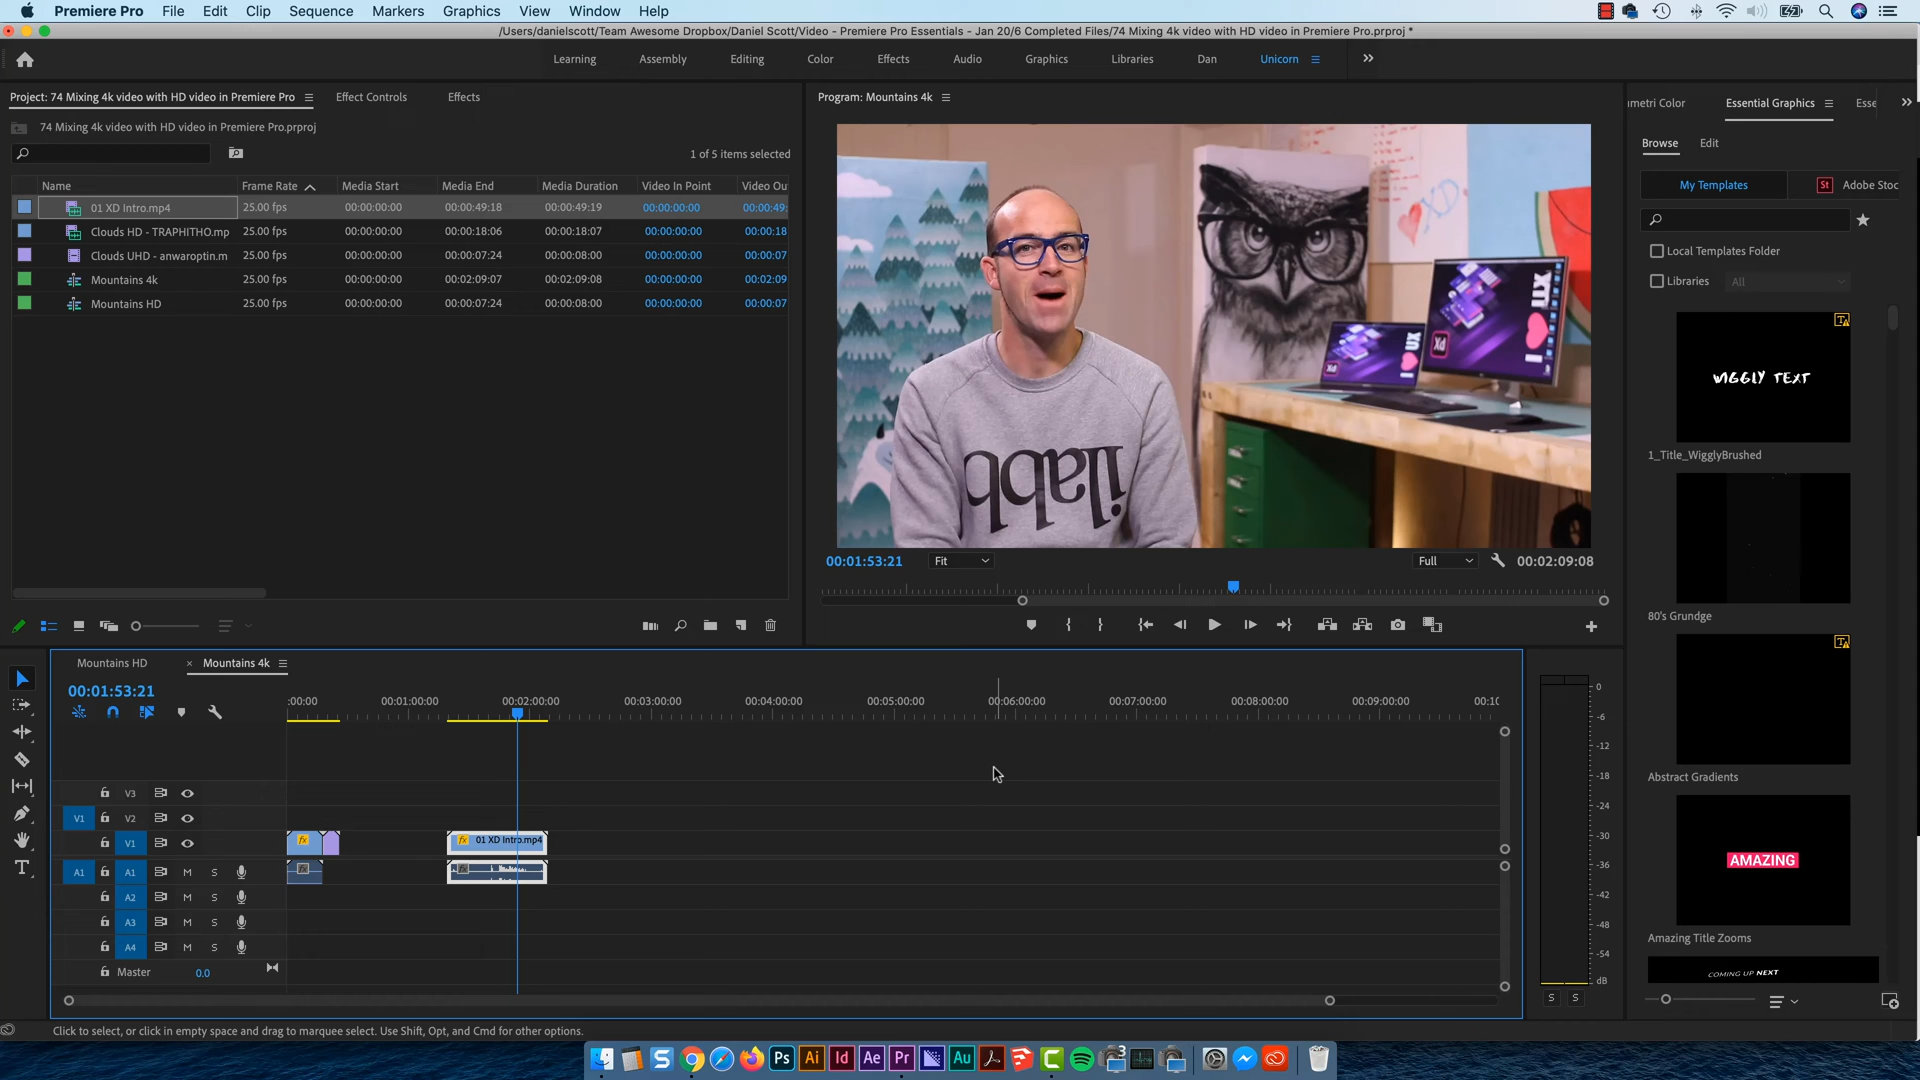 Premiere Pro File Edit Clip Sequence Markers Graphics View Window Help
/Users/danielscott/Team Awesome Dropbox/Daniel Scott/Video - Premiere Pro Essentials - Jan 20/6 Completed Files/74 Mixing 4k video with HD video in Premiere Pro.prproj *
Learning Assembly Editing Color Effects Audio Graphics Libraries Dan Unicorn
Project: 74 Mixing 4k video with HD video in Premiere Pro Effect Controls Effects
74 Mixing 4k video with HD video in Premiere Pro.prproj
1 of 5 items selected
Name Frame Rate Media Start Media End Media Duration Video In Point Video Ou
01 XD Intro.mp4 25.00 fps 00:00:00:00 00:00:49:18 00:00:49:19 00:00:00:00 00:00:49:
Clouds HD - TRAPHITHO.mp 25.00 fps 00:00:00:00 00:00:18:06 00:00:18:07 00:00:00:00 00:00:18
Clouds UHD - anwaroptin.m 25.00 fps 00:00:00:00 00:00:07:24 00:00:08:00 00:00:00:00 00:00:07
Mountains 4k 25.00 fps 00:00:00:00 00:02:09:07 00:02:09:08 00:00:00:00 00:02:09
Mountains HD 25.00 fps 00:00:00:00 00:00:07:24 00:00:08:00 00:00:00:00 00:00:07
Program: Mountains 4k
XD
UX
ilabb
00:01:53:21 Fit Full 00:02:09:08
umetri Color Essential Graphics Esse
Browse Edit
My Templates St Adobe Stoc
Local Templates Folder
Libraries All
WIGGLY TEXT
1_Title_WigglyBrushed
80's Grundge
Abstract Gradients
AMAZING
Amazing Title Zooms
COMING UP NEXT
Mountains HD × Mountains 4k
00:01:53:21
:00:00 00:01:00:00 00:02:00:00 00:03:00:00 00:04:00:00 00:05:00:00 00:06:00:00 00:07:00:00 00:08:00:00 00:09:00:00 00:10
V3
V1 V2
V1 fx fx 01 XD Intro.mp4
A1 A1 M S fx fx
A2 M S
A3 M S
A4 M S
Master 0.0
0
-6
-12
-18
-24
-30
-36
-42
-48
-54
dB
S S
Click to select, or click in empty space and drag to marquee select. Use Shift, Opt, and Cmd for other options.
S Ps Ai Id Ae Pr Au C 3